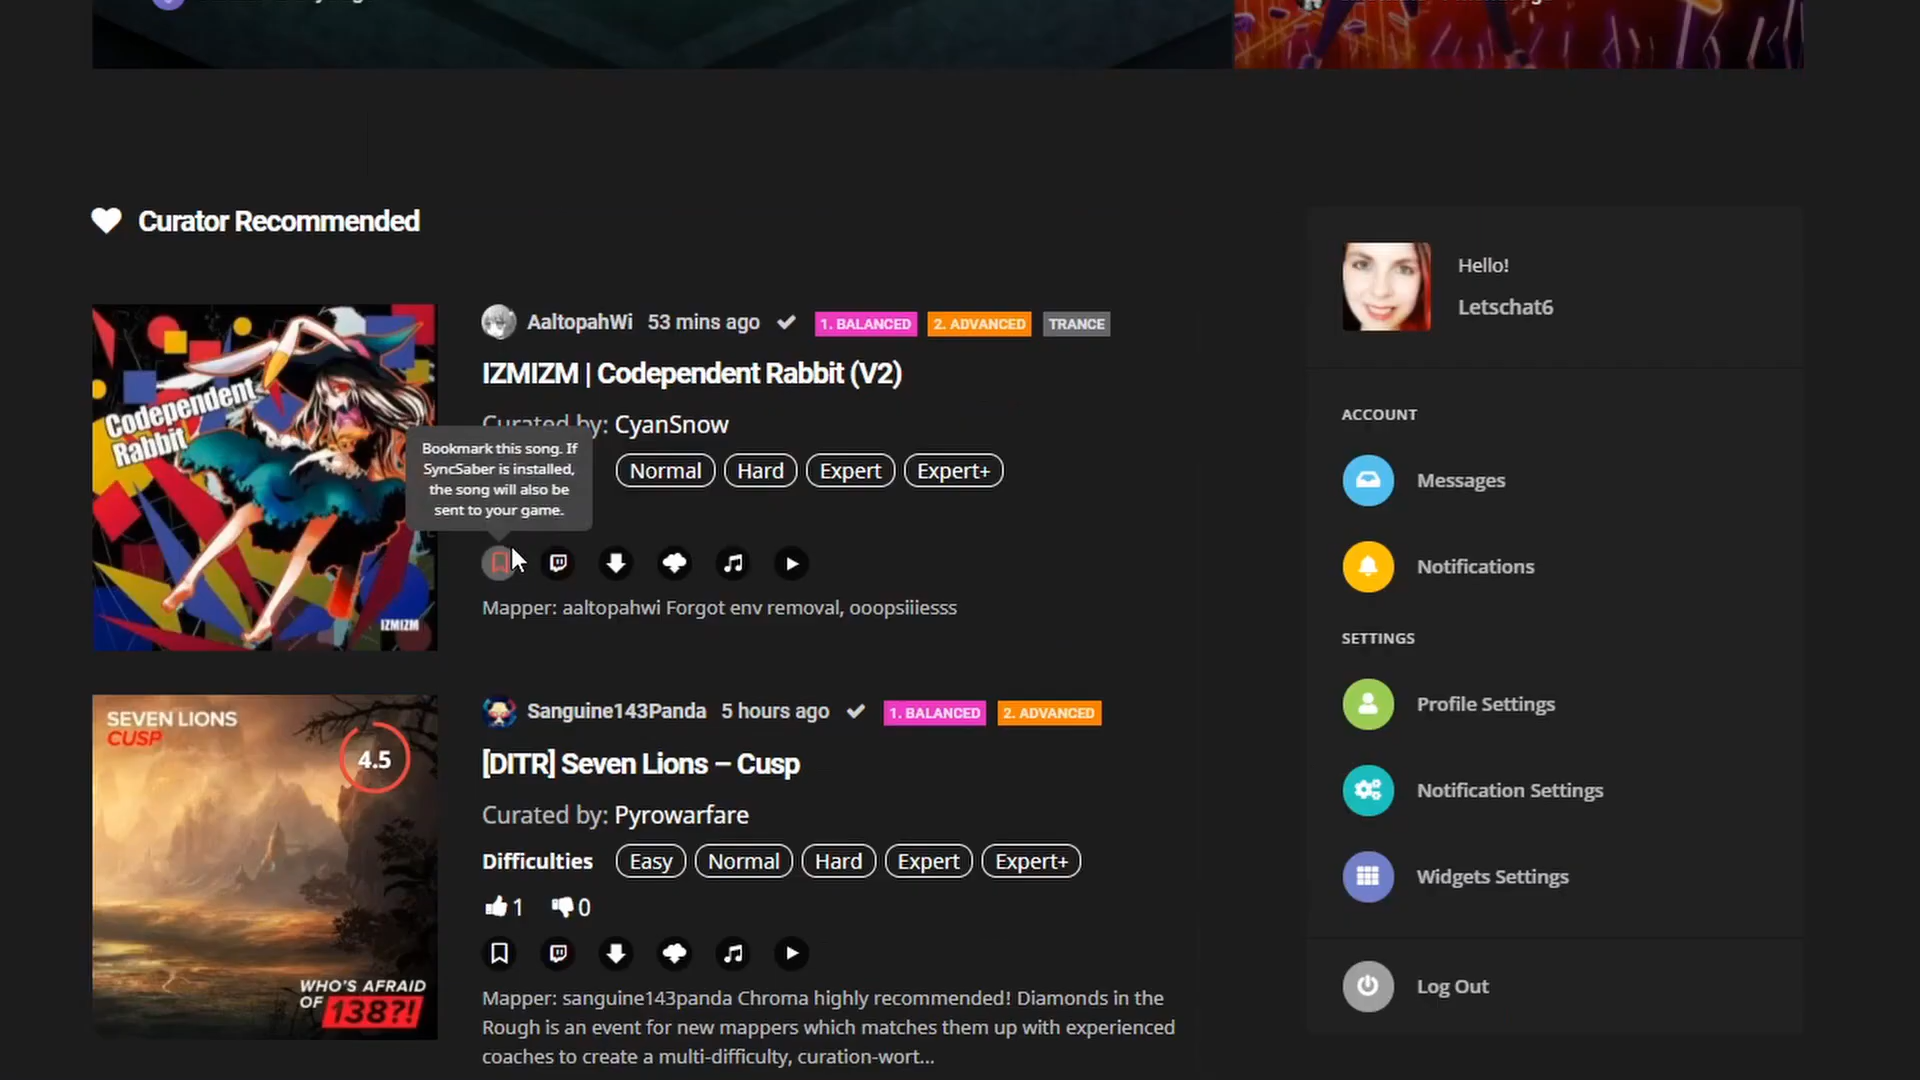 Curator Recommended
Codependent
Rabbit
IZMIZM
AaltopahWi 53 mins ago 1. BALANCED 2. ADVANCED TRANCE
IZMIZM | Codependent Rabbit (V2)
Curated by: CyanSnow
Bookmark this song. If
SyncSaber is installed,
the song will also be
sent to your game.
Normal Hard Expert Expert+
Mapper: aaltopahwi Forgot env removal, ooopsiiiesss
SEVEN LIONS
CUSP
4.5
WHO'S AFRAID
OF 138?!
Sanguine143Panda 5 hours ago 1. BALANCED 2. ADVANCED
[DITR] Seven Lions – Cusp
Curated by: Pyrowarfare
Difficulties Easy Normal Hard Expert Expert+
1 0
Mapper: sanguine143panda Chroma highly recommended! Diamonds in the
Rough is an event for new mappers which matches them up with experienced
coaches to create a multi-difficulty, curation-wort...
Hello!
Letschat6
ACCOUNT
Messages
Notifications
SETTINGS
Profile Settings
Notification Settings
Widgets Settings
Log Out